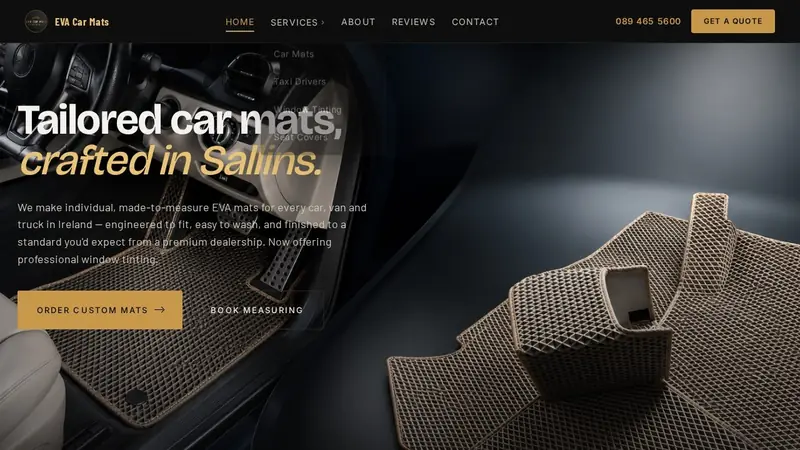 EVA Car Mats
HOME
SERVICES ›
ABOUT
REVIEWS
CONTACT
089 465 5600
GET A QUOTE
Car Mats
Taxi Drivers
Window Tinting
Seat Covers
Tailored car mats,
crafted in Sallins.
We make individual, made-to-measure EVA mats for every car, van and
truck in Ireland — engineered to fit, easy to wash, and finished to a
standard you'd expect from a premium dealership. Now offering
professional window tinting.
ORDER CUSTOM MATS →
BOOK MEASURING